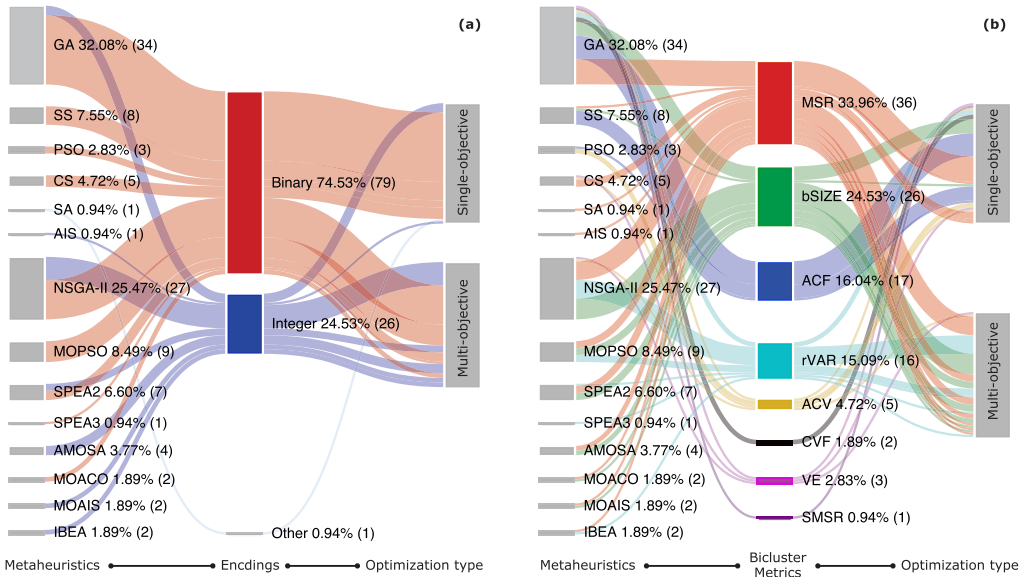 (a)
GA 32.08% (34)
SS 7.55% (8)
PSO 2.83% (3)
CS 4.72% (5)
SA 0.94% (1)
AIS 0.94% (1)
NSGA-II 25.47% (27)
MOPSO 8.49% (9)
SPEA2 6.60% (7)
SPEA3 0.94% (1)
AMOSA 3.77% (4)
MOACO 1.89% (2)
MOAIS 1.89% (2)
IBEA 1.89% (2)
Binary 74.53% (79)
Integer 24.53% (26)
Other 0.94% (1)
Single-objective
Multi-objective
Metaheuristics
Encdings
Optimization type
(b)
GA 32.08% (34)
SS 7.55% (8)
PSO 2.83% (3)
CS 4.72% (5)
SA 0.94% (1)
AIS 0.94% (1)
NSGA-II 25.47% (27)
MOPSO 8.49% (9)
SPEA2 6.60% (7)
SPEA3 0.94% (1)
AMOSA 3.77% (4)
MOACO 1.89% (2)
MOAIS 1.89% (2)
IBEA 1.89% (2)
MSR 33.96% (36)
bSIZE 24.53% (26)
ACF 16.04% (17)
rVAR 15.09% (16)
ACV 4.72% (5)
CVF 1.89% (2)
VE 2.83% (3)
SMSR 0.94% (1)
Single-objective
Multi-objective
Metaheuristics
Bicluster
Metrics
Optimization type